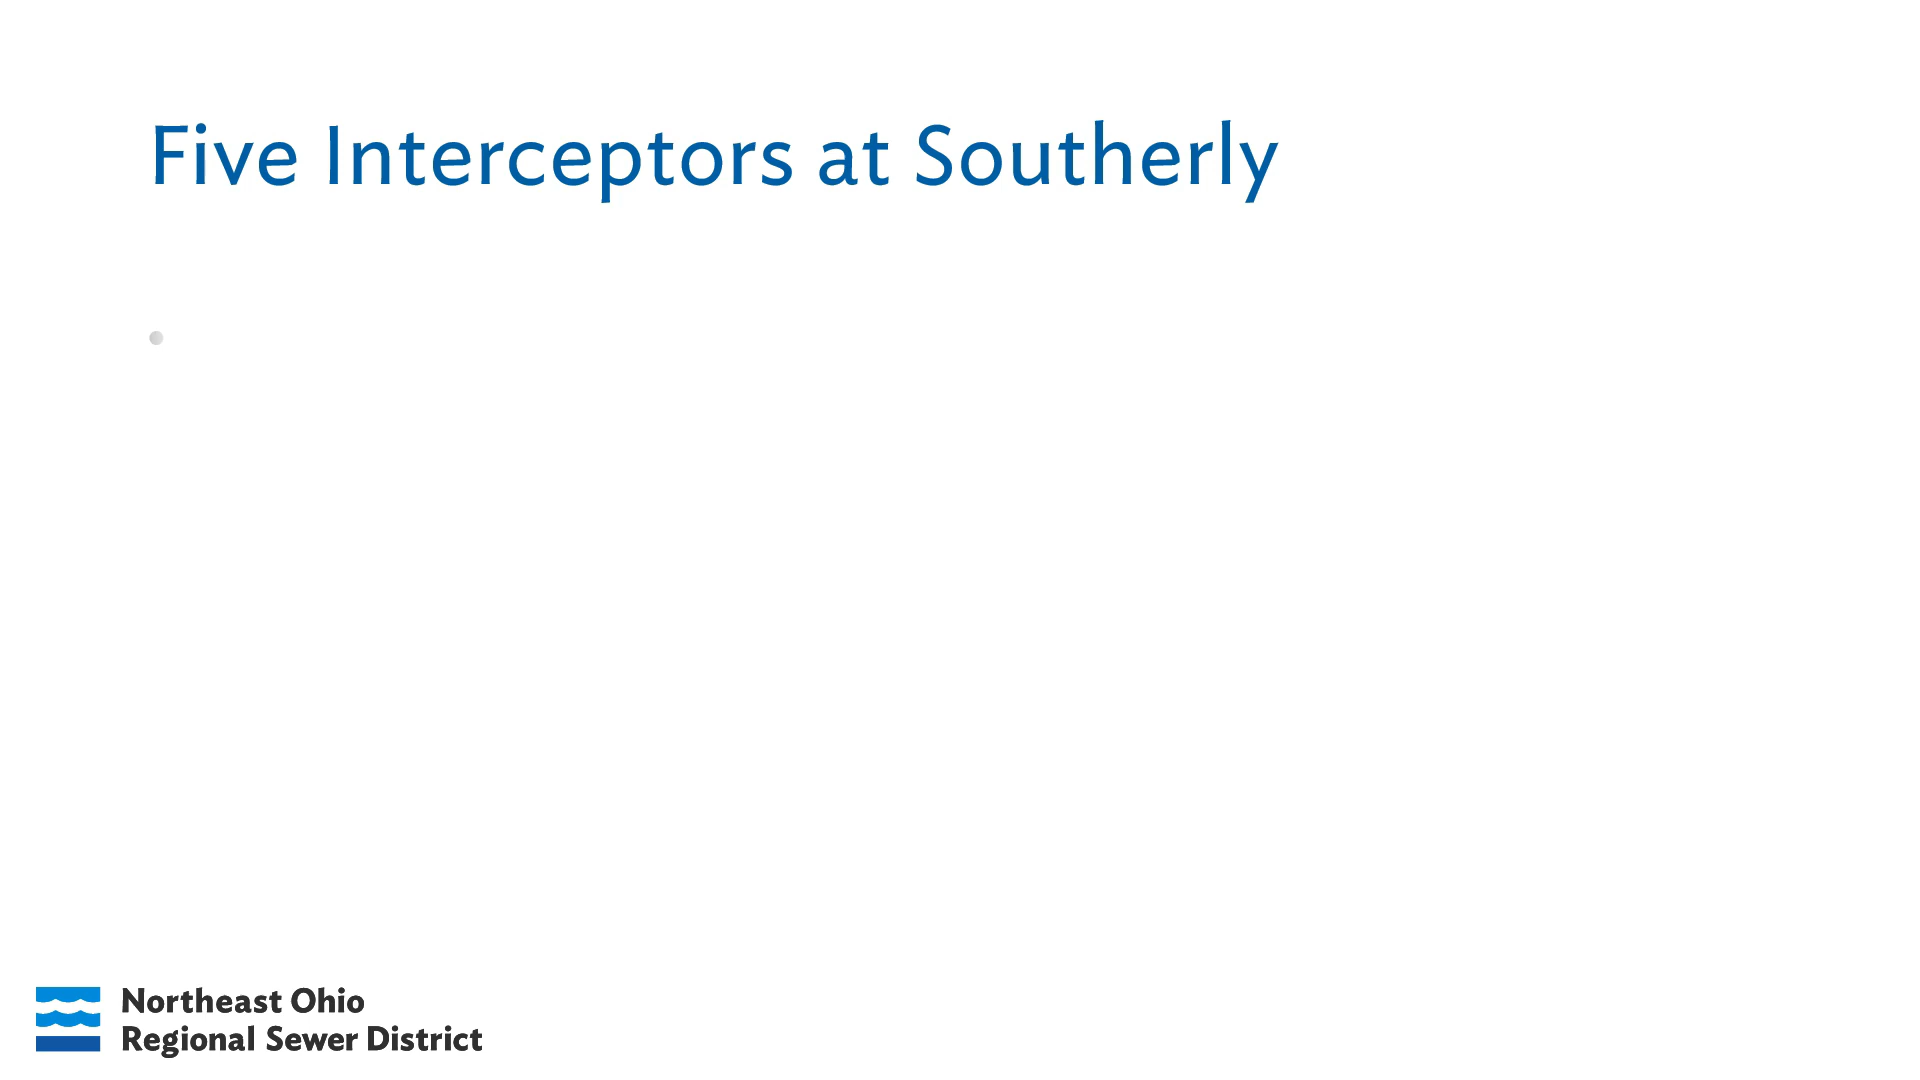 Five Interceptors at Southerly
Northeast Ohio
Regional Sewer District